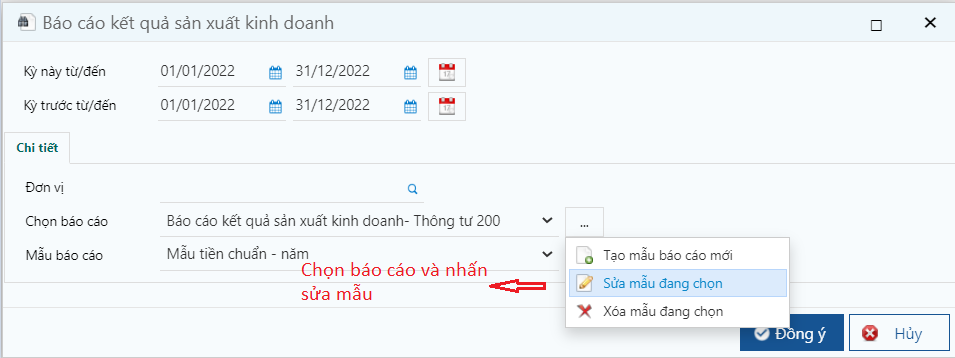 Báo cáo kết quả sản xuất kinh doanh
Kỳ này từ/đến 01/01/2022 31/12/2022
Kỳ trước từ/đến 01/01/2022 31/12/2022
Chi tiết
Đơn vị
Chọn báo cáo Báo cáo kết quả sản xuất kinh doanh- Thông tư 200 ...
Mẫu báo cáo Mẫu tiền chuẩn - năm
Tạo mẫu báo cáo mới
Sửa mẫu đang chọn
Xóa mẫu đang chọn
Chọn báo cáo và nhấn
sửa mẫu
Đồng ý Hủy